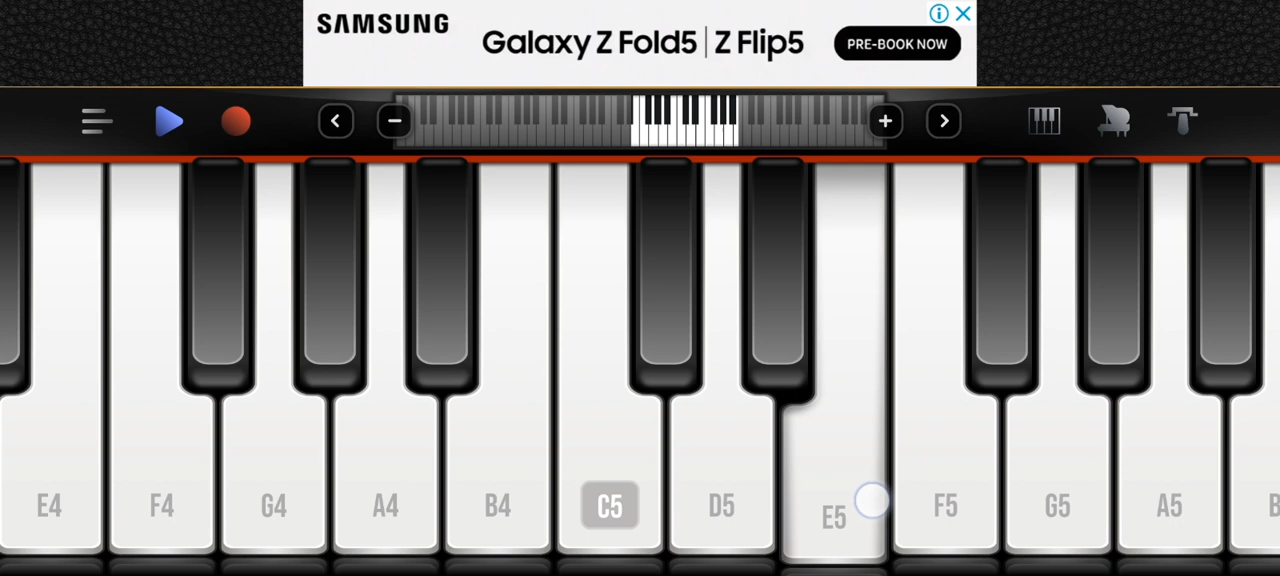 SAMSUNG
Galaxy Z Fold5 | Z Flip5
PRE-BOOK NOW
E4 F4 G4 A4 B4 C5 D5 E5 F5 G5 A5 B